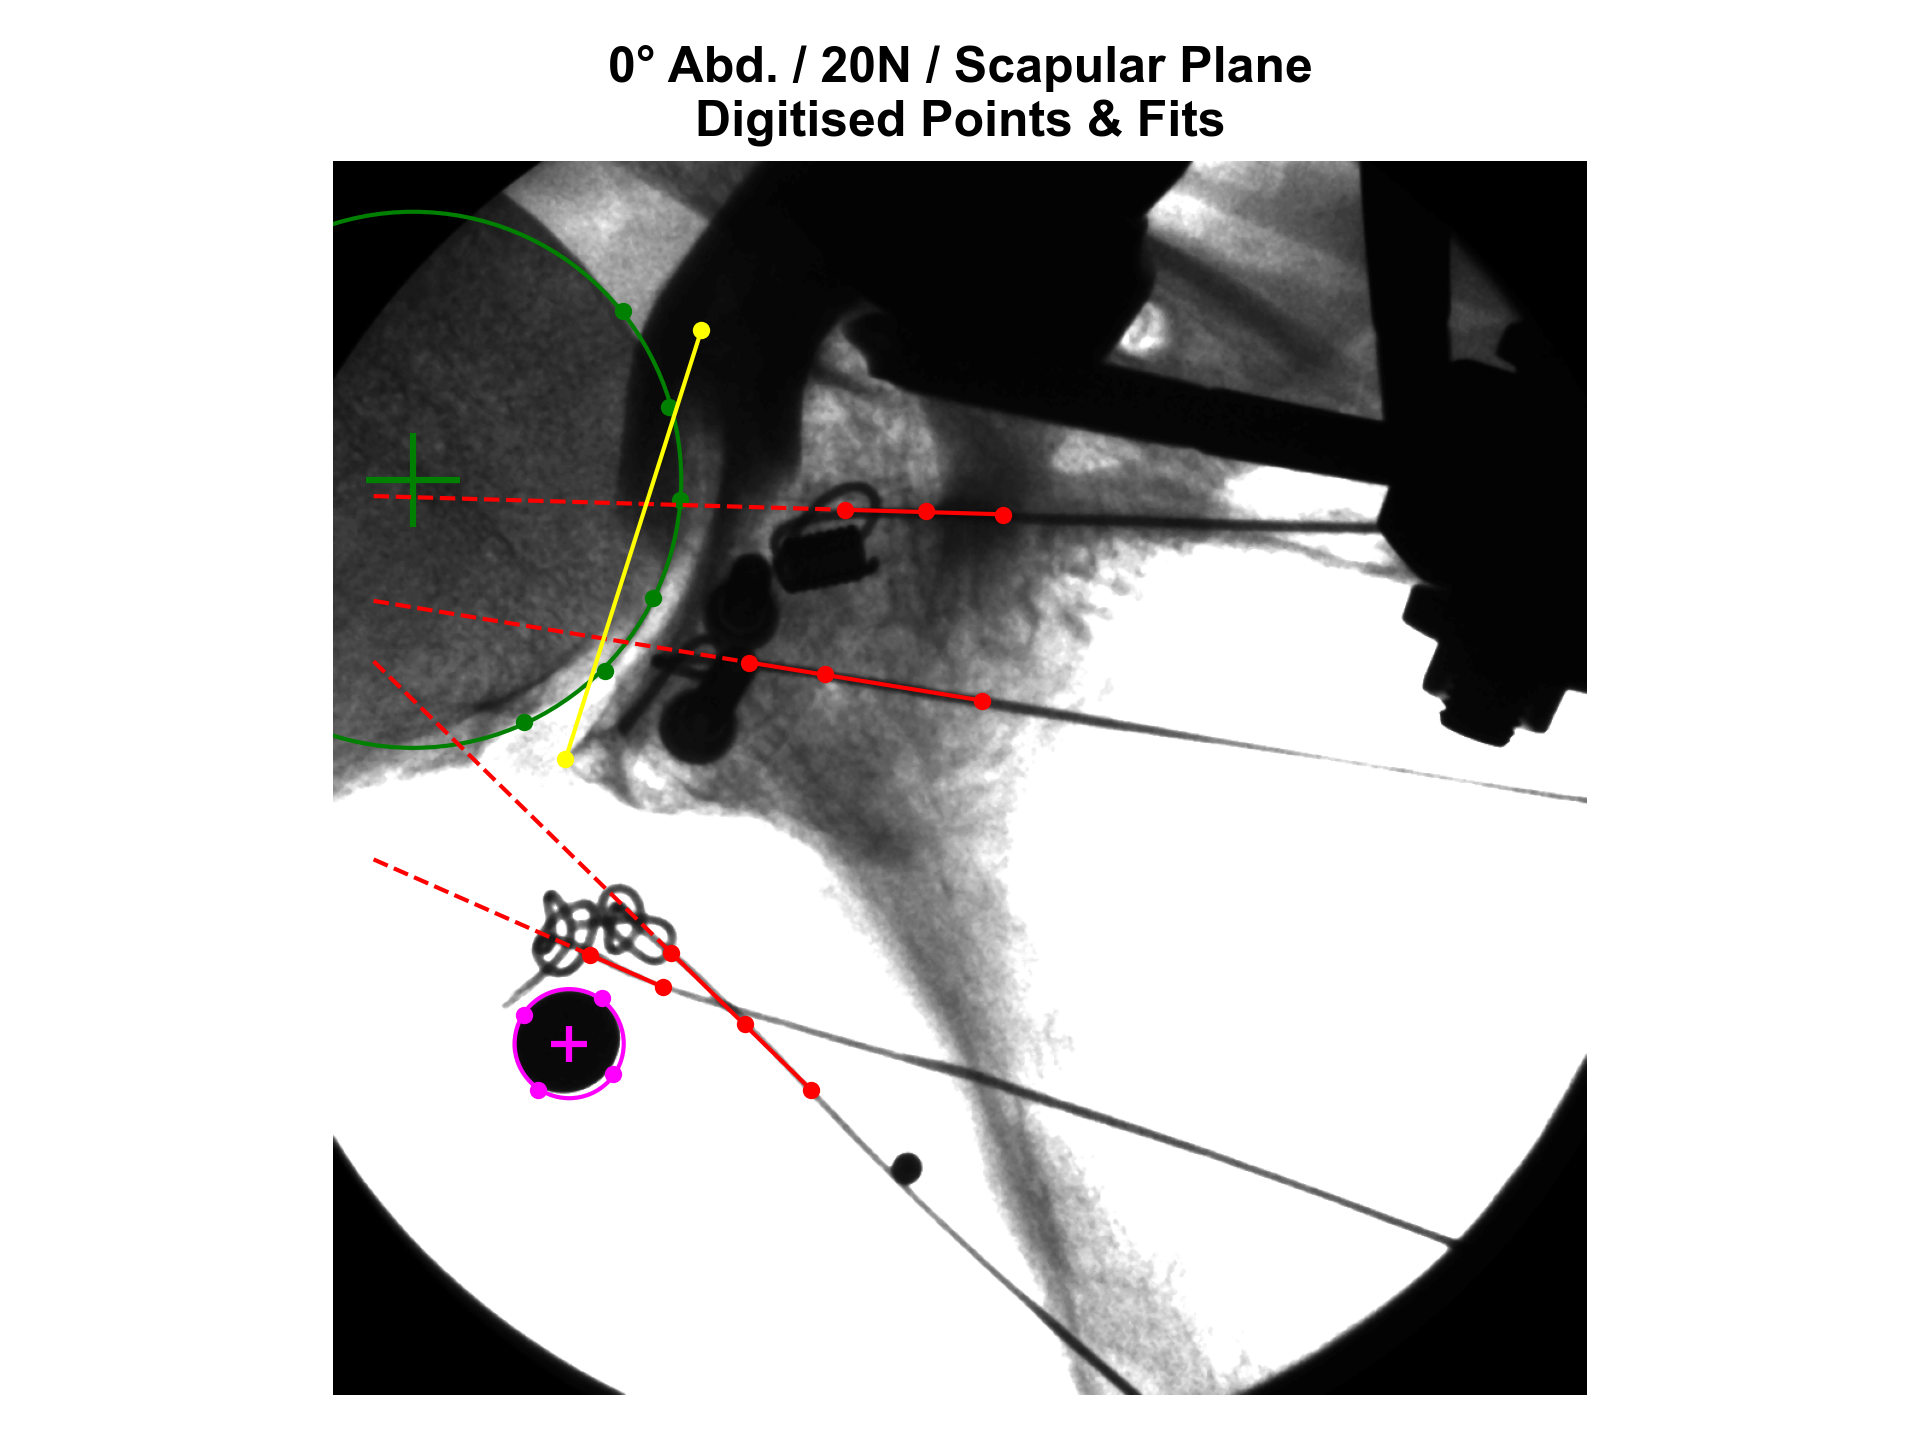 0° Abd. / 20N / Scapular Plane
Digitised Points & Fits